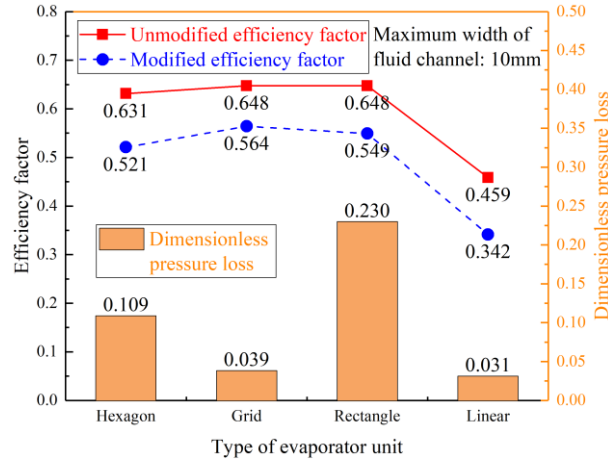 Unmodified efficiency factor
Modified efficiency factor
Maximum width of
fluid channel: 10mm
Efficiency factor
0.8
0.7
0.6
0.5
0.4
0.3
0.2
0.1
0.0
0.631
0.648
0.648
0.459
0.521
0.564
0.549
0.342
Dimensionless
pressure loss
0.109
0.039
0.230
0.031
0.50
0.45
0.40
0.35
0.30
0.25
0.20
0.15
0.10
0.05
0.00
Dimensionless pressure loss
Hexagon
Grid
Rectangle
Linear
Type of evaporator unit